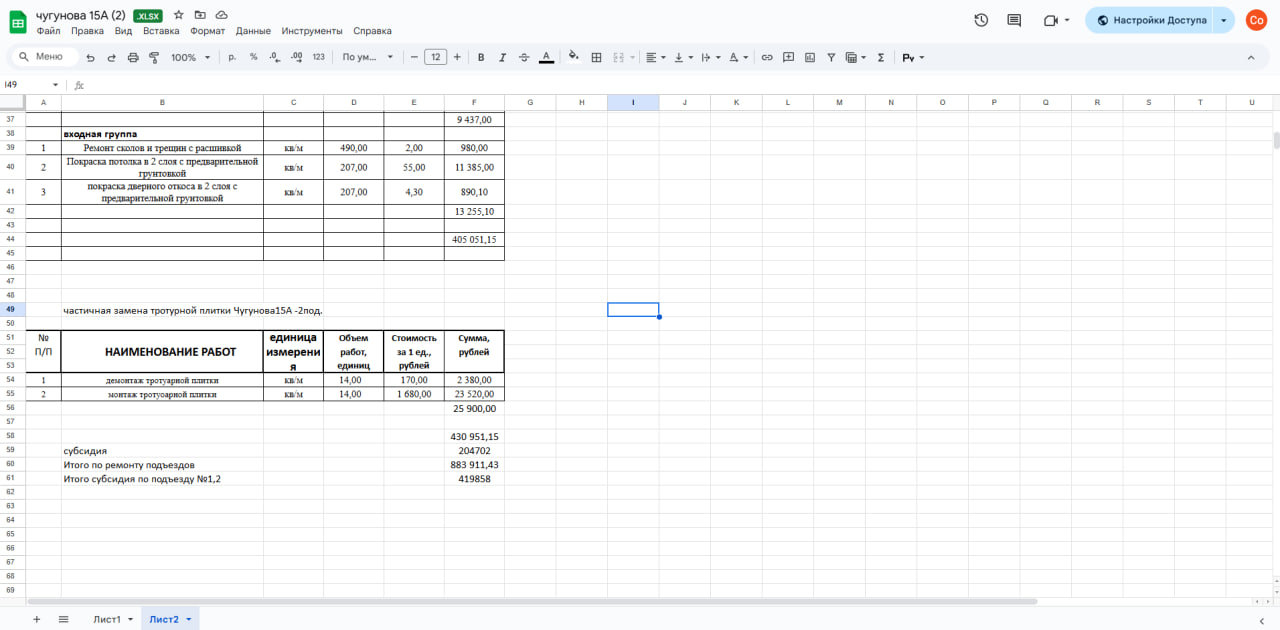 чугунова 15А (2) .XLSX
Файл Правка Вид Вставка Формат Данные Инструменты Справка
Настройки Доступа
Co
Меню 100% р. % .0 .00 123 По ум... − 12 + B I A Σ
I49 fx
A B C D E F G H I J K L M N O P Q R S T U
37 9 437,00
38 входная группа
39 1 Ремонт сколов и трещин с расшивкой кв/м 490,00 2,00 980,00
40 2 Покраска потолка в 2 слоя с предварительной
грунтовкой кв/м 207,00 55,00 11 385,00
41 3 покраска дверного откоса в 2 слоя с
предварительной грунтовкой кв/м 207,00 4,30 890,10
42 13 255,10
43
44 405 051,15
45
46
47
48
49 частичная замена тротурной плитки Чугунова15А -2под.
50
51 № единица Объем Стоимость Сумма,
52 П/П НАИМЕНОВАНИЕ РАБОТ измерени работ, за 1 ед., рублей
53 я единиц рублей
54 1 демонтаж тротуарной плитки кв/м 14,00 170,00 2 380,00
55 2 монтаж тротуоарной плитки кв/м 14,00 1 680,00 23 520,00
56 25 900,00
57
58 430 951,15
59 субсидия 204702
60 Итого по ремонту подъездов 883 911,43
61 Итого субсидия по подъезду №1,2 419858
62
63
64
65
66
67
68
69
Лист1 Лист2